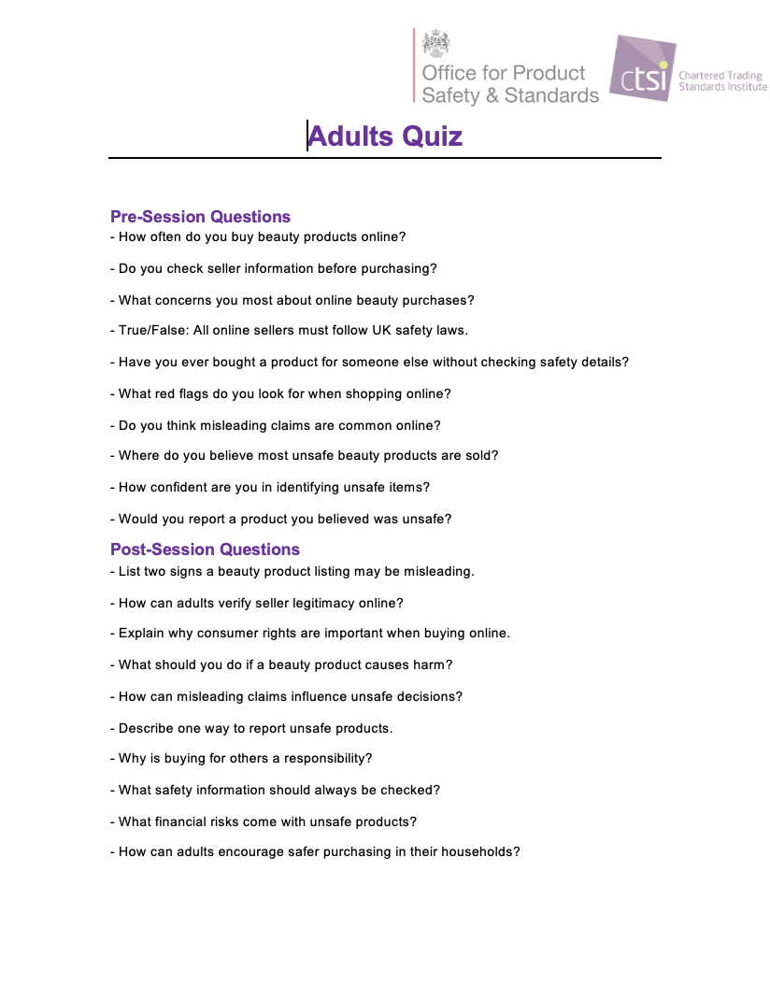 Office for Product
Safety & Standards
ctsi
Chartered Trading
Standards Institute
Adults Quiz
Pre-Session Questions
- How often do you buy beauty products online?
- Do you check seller information before purchasing?
- What concerns you most about online beauty purchases?
- True/False: All online sellers must follow UK safety laws.
- Have you ever bought a product for someone else without checking safety details?
- What red flags do you look for when shopping online?
- Do you think misleading claims are common online?
- Where do you believe most unsafe beauty products are sold?
- How confident are you in identifying unsafe items?
- Would you report a product you believed was unsafe?
Post-Session Questions
- List two signs a beauty product listing may be misleading.
- How can adults verify seller legitimacy online?
- Explain why consumer rights are important when buying online.
- What should you do if a beauty product causes harm?
- How can misleading claims influence unsafe decisions?
- Describe one way to report unsafe products.
- Why is buying for others a responsibility?
- What safety information should always be checked?
- What financial risks come with unsafe products?
- How can adults encourage safer purchasing in their households?